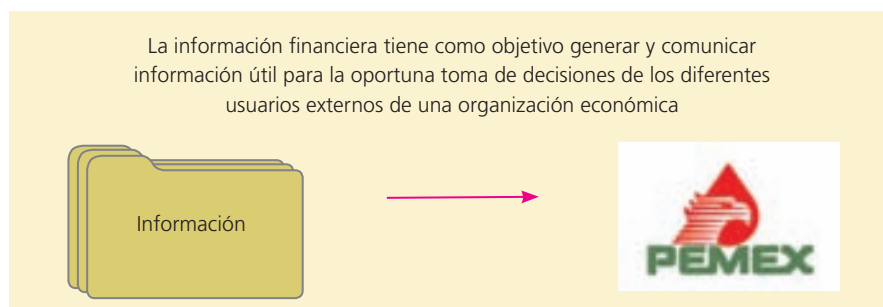 La información financiera tiene como objetivo generar y comunicar
información útil para la oportuna toma de decisiones de los diferentes
usuarios externos de una organización económica
Información
PEMEX